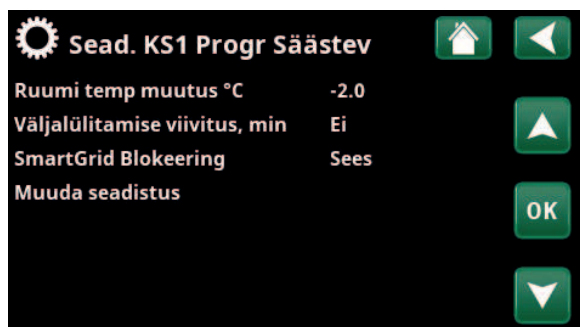 Sead. KS1 Progr Säästev
Ruumi temp muutus °C -2.0
Väljalülitamise viivitus, min Ei
SmartGrid Blokeering Sees
Muuda seadistus
OK